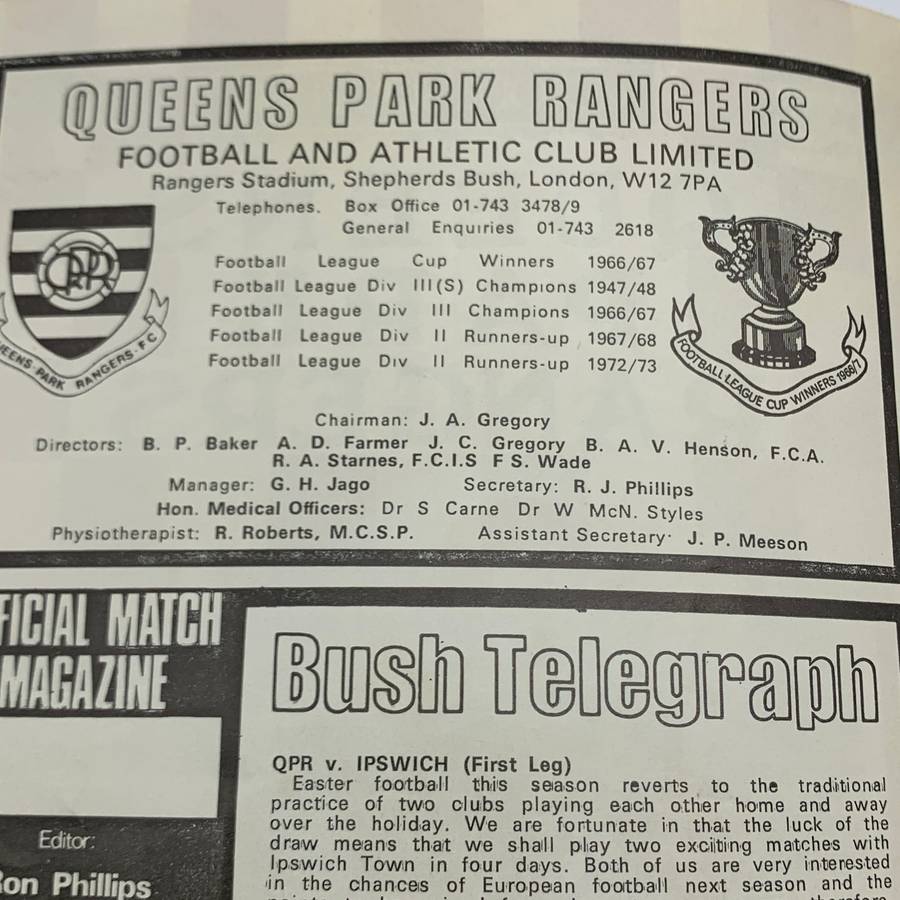 QUEENS PARK RANGERS
FOOTBALL AND ATHLETIC CLUB LIMITED
Rangers Stadium, Shepherds Bush, London, W12 7PA
Telephones. Box Office 01-743 3478/9
General Enquiries 01-743 2618
Football League Cup Winners 1966/67
Football League Div III(S) Champions 1947/48
Football League Div III Champions 1966/67
Football League Div II Runners-up 1967/68
Football League Div II Runners-up 1972/73
QPR
QUEENS PARK RANGERS·FC
FOOTBALL LEAGUE CUP WINNERS 1966/7
Chairman: J. A. Gregory
Directors: B. P. Baker A. D. Farmer J. C. Gregory B. A. V. Henson, F.C.A.
R. A. Starnes, F.C.I.S F S. Wade
Manager: G. H. Jago Secretary: R. J. Phillips
Hon. Medical Officers: Dr S Carne Dr W McN. Styles
Physiotherapist: R. Roberts, M.C.S.P. Assistant Secretary· J. P. Meeson
FICIAL MATCH
MAGAZINE
Editor:
Ron Phillips
Bush Telegraph
QPR v. IPSWICH (First Leg)
Easter football this season reverts to the traditional
practice of two clubs playing each other home and away
over the holiday. We are fortunate in that the luck of the
draw means that we shall play two exciting matches with
Ipswich Town in four days. Both of us are very interested
in the chances of European football next season and the